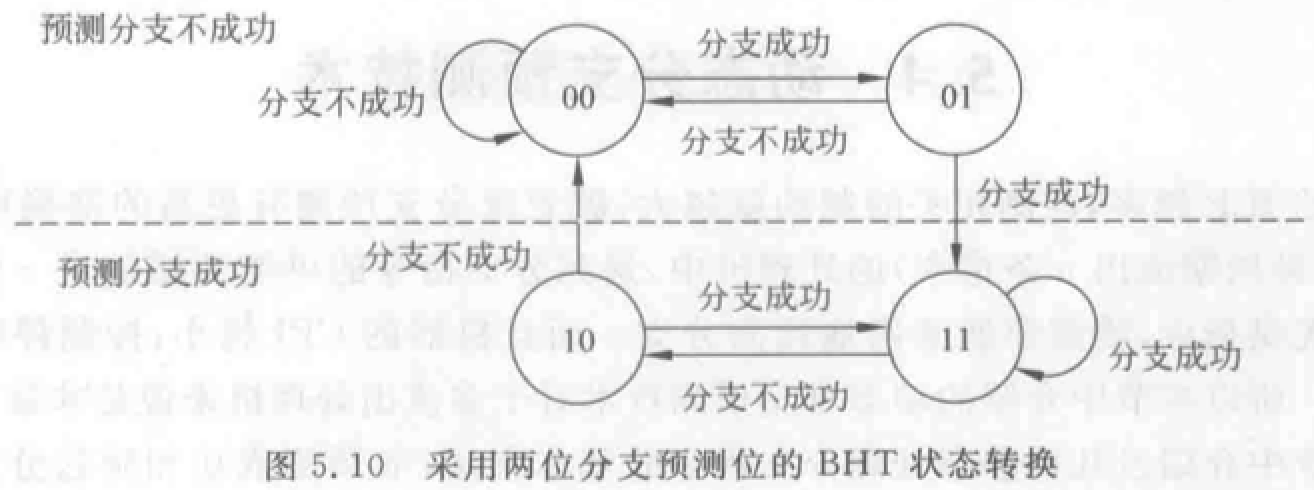 预测分支不成功
分支成功
分支不成功
00
01
分支不成功
分支成功
分支不成功
预测分支成功
分支成功
10
11
分支成功
分支不成功
图 5.10 采用两位分支预测位的 BHT 状态转换